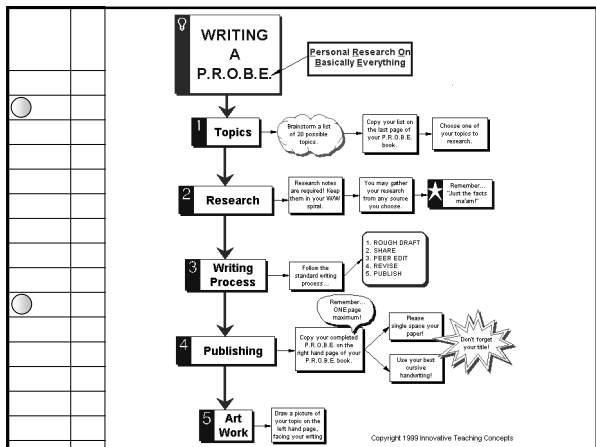 WRITING
A
P.R.O.B.E.
Personal Research On
Basically Everything
1
Topics
Brainstorm a list
of 20 possible
topics.
Copy your list on
the last page of
your P.R.O.B.E.
book.
Choose one of
your topics to
research.
2
Research
Research notes
are required! Keep
them in your WW
spiral.
You may gather
your research
from any source
you choose.
Remember...
"Just the facts
ma'am!"
3
Writing
Process
Follow the
standard writing
process...
1. ROUGH DRAFT
2. SHARE
3. PEER EDIT
4. REVISE
5. PUBLISH
4
Publishing
Remember...
ONE page
maximum!
Copy your completed
P.R.O.B.E. on the
right hand page of your
P.R.O.B.E. book.
Please
single space your
paper!
Use your best
cursive
handwriting!
Don't forget
your title!
5
Art
Work
Draw a picture of
your topic on the
left hand page,
facing your writing
Copyright 1999 Innovative Teaching Concepts